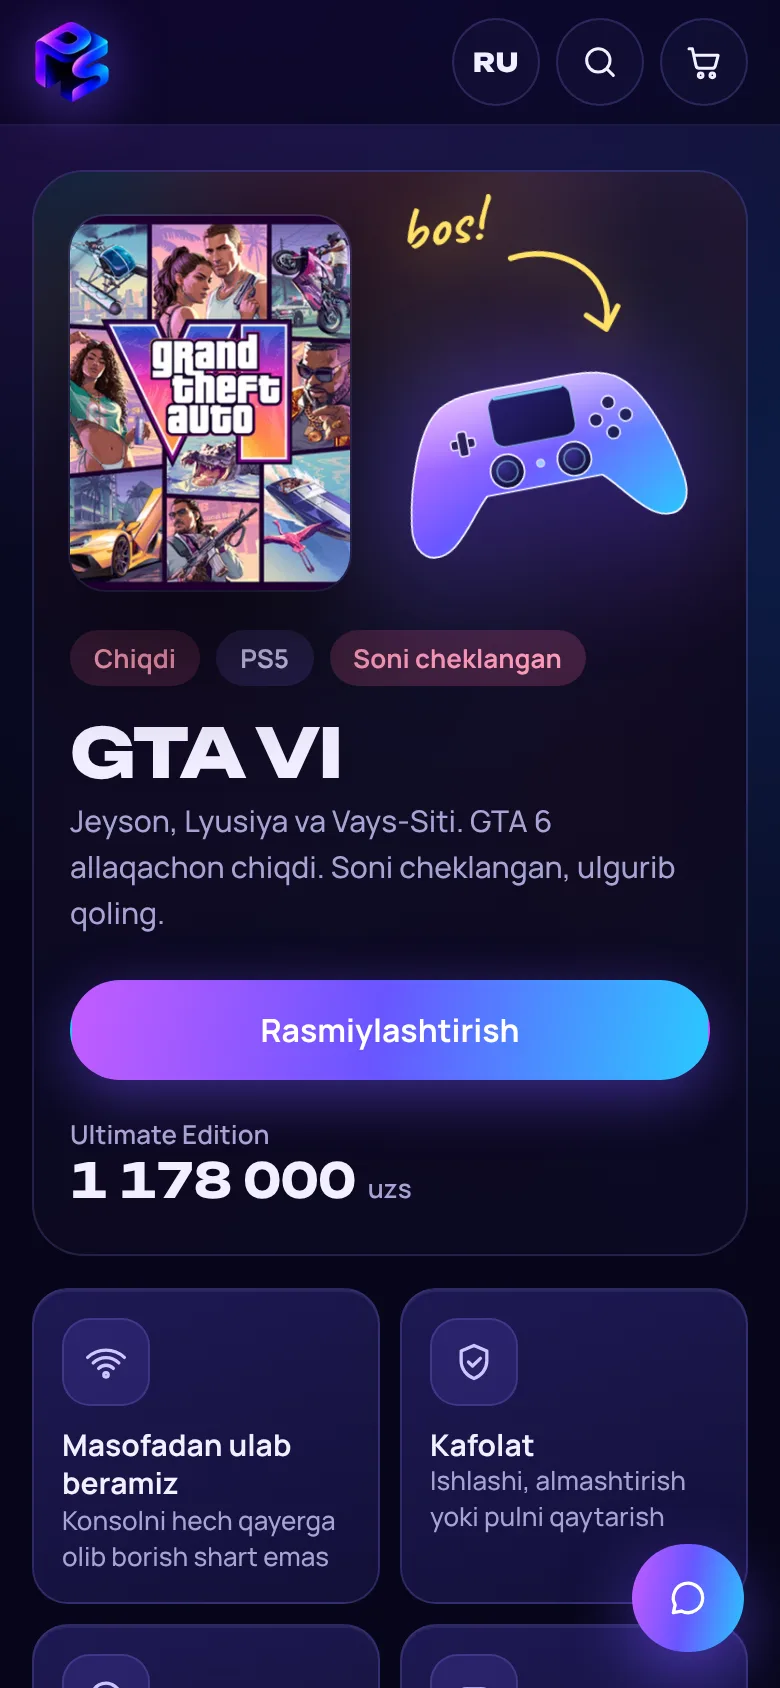 RU
bos!
VI
grand
theft
auto
Chiqdi
PS5
Soni cheklangan
GTA VI
Jeyson, Lyusiya va Vays-Siti. GTA 6
allaqachon chiqdi. Soni cheklangan, ulgurib
qoling.
Rasmiylashtirish
Ultimate Edition
1 178 000 uzs
Masofadan ulab
beramiz
Konsolni hech qayerga
olib borish shart emas
Kafolat
Ishlashi, almashtirish
yoki pulni qaytarish